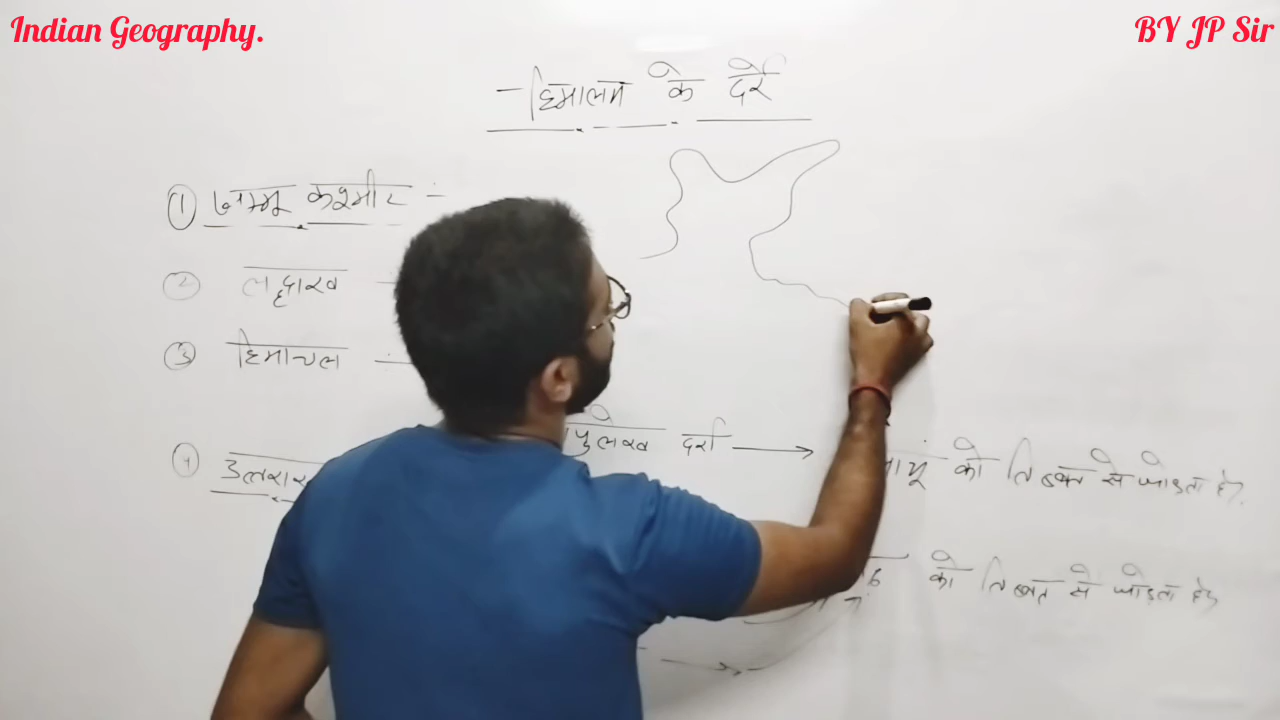 Indian Geography.
BY JP Sir
- हिमालय के दर्रे
① जम्मू कश्मीर ÷
② लद्दाख
③ हिमाचल
④ उत्तरा
पुलेख दर्रा → को तिब्बत से जोड़ता है,
को तिब्बत से जोड़ता है,